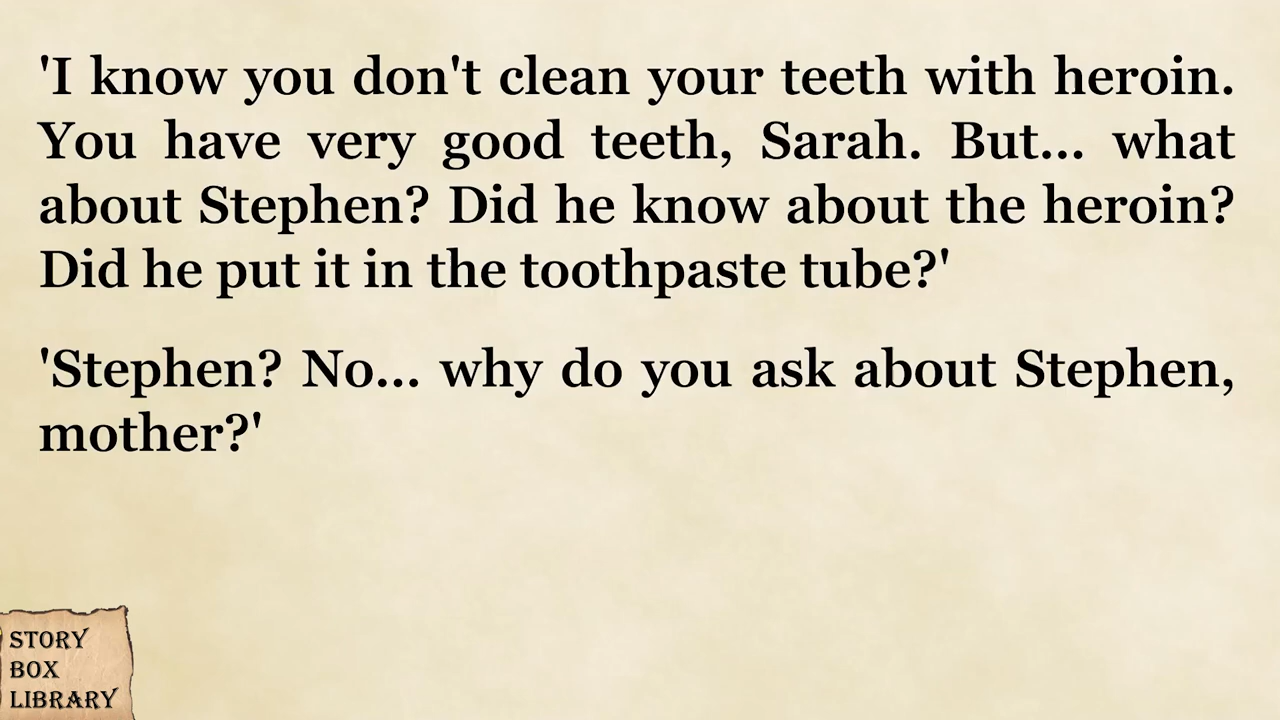 'I know you don't clean your teeth with heroin.
You have very good teeth, Sarah. But... what
about Stephen? Did he know about the heroin?
Did he put it in the toothpaste tube?'
'Stephen? No... why do you ask about Stephen,
mother?'
STORY
BOX
LIBRARY